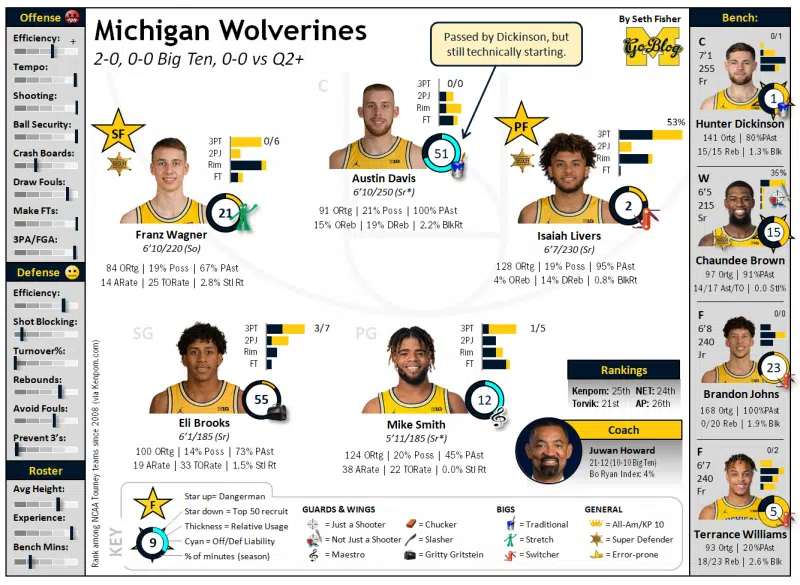 Offense
Efficiency:
+
Tempo:
Shooting:
Ball Security:
Crash Boards:
Draw Fouls:
Make FTs:
3PA/FGA:
Defense
Efficiency:
Shot Blocking:
Turnover%:
Rebounds:
Avoid Fouls:
Prevent 3's:
Roster
Avg Height:
Experience:
Bench Mins:
Michigan Wolverines
2-0, 0-0 Big Ten, 0-0 vs Q2+
By Seth Fisher
M
GoBlog
Passed by Dickinson, but
still technically starting.
C
3PT 0/0
2PJ
Rim
FT
51
Austin Davis
6'10/250 (Sr*)
91 ORtg | 21% Poss | 100% PAst
15% OReb | 19% DReb | 2.2% BlkRt
SF
3PT 0/6
2PJ
Rim
FT
21
Franz Wagner
6'10/220 (So)
84 ORtg | 19% Poss | 67% PAst
14 ARate | 25 TORate | 2.8% Stl Rt
PF
53%
3PT
2PJ
Rim
FT
2
Isaiah Livers
6'7/230 (Sr)
128 ORtg | 19% Poss | 95% PAst
4% OReb | 14% DReb | 0.8% BlkRt
SG
3PT 3/7
2PJ
Rim
FT
55
Eli Brooks
6'1/185 (Sr)
100 ORtg | 14% Poss | 73% PAst
19 ARate | 33 TORate | 1.5% Stl Rt
PG
3PT 1/5
2PJ
Rim
FT
12
Mike Smith
5'11/185 (Sr*)
124 ORtg | 20% Poss | 45% PAst
38 ARate | 22 TORate | 0.0% Stl Rt
Rankings
Kenpom: 25th NET: 24th
Torvik: 21st AP: 26th
Coach
Juwan Howard
21-12 (10-10 Big Ten)
Bo Ryan Index: 4%
Rank among NCAA Tourney teams since 2008 (via Kenpom.com)
KEY
F
9
Star up= Dangerman
Star down = Top 50 recruit
Thickness = Relative Usage
Cyan = Off/Def Liability
% of minutes (season)
GUARDS & WINGS
= Just a Shooter
= Not Just a Shooter
= Maestro
= Chucker
= Slasher
= Gritty Gritstein
BIGS
= Traditional
= Stretch
= Switcher
GENERAL
= All-Am/KP 10
= Super Defender
= Error-prone
Bench:
C
7'1
255
Fr
0/1
1
Hunter Dickinson
141 Ortg | 80%PAst
15/15 Reb | 1.3% Blk
W
6'5
215
Sr
35%
15
Chaundee Brown
97 Ortg | 91%PAst
14/17 Ast/TO | 0.0 Stl%
F
6'8
240
Jr
0/0
23
Brandon Johns
168 Ortg | 100%PAst
0/20 Reb | 1.9% Blk
F
6'7
240
Fr
0/2
5
Terrance Williams
93 Ortg | 20%PAst
18/23 Reb | 2.6% Blk